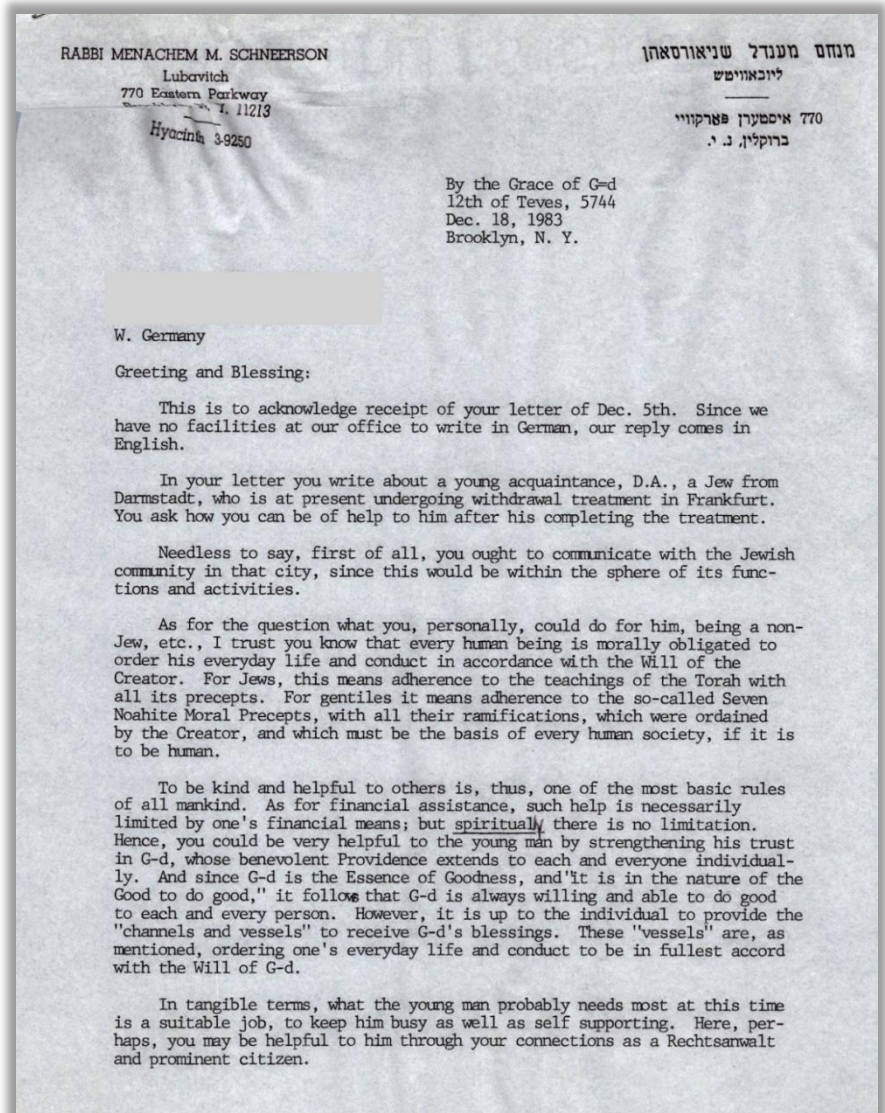 RABBI MENACHEM M. SCHNEERSON
Lubavitch
770 Eastern Parkway
11213
Hyacinth 3-9250
מנחם מענדל שניאורסאהן
ליובאוויטש
770 איסטערן פארקוויי
ברוקלין, נ. י.
By the Grace of G=d
12th of Teves, 5744
Dec. 18, 1983
Brooklyn, N. Y.
W. Germany
Greeting and Blessing:
This is to acknowledge receipt of your letter of Dec. 5th. Since we
have no facilities at our office to write in German, our reply comes in
English.
In your letter you write about a young acquaintance, D.A., a Jew from
Darmstadt, who is at present undergoing withdrawal treatment in Frankfurt.
You ask how you can be of help to him after his completing the treatment.
Needless to say, first of all, you ought to communicate with the Jewish
community in that city, since this would be within the sphere of its func-
tions and activities.
As for the question what you, personally, could do for him, being a non-
Jew, etc., I trust you know that every human being is morally obligated to
order his everyday life and conduct in accordance with the Will of the
Creator. For Jews, this means adherence to the teachings of the Torah with
all its precepts. For gentiles it means adherence to the so-called Seven
Noahite Moral Precepts, with all their ramifications, which were ordained
by the Creator, and which must be the basis of every human society, if it is
to be human.
To be kind and helpful to others is, thus, one of the most basic rules
of all mankind. As for financial assistance, such help is necessarily
limited by one's financial means; but spiritually there is no limitation.
Hence, you could be very helpful to the young man by strengthening his trust
in G-d, whose benevolent Providence extends to each and everyone individual-
ly. And since G-d is the Essence of Goodness, and "it is in the nature of the
Good to do good," it follows that G-d is always willing and able to do good
to each and every person. However, it is up to the individual to provide the
"channels and vessels" to receive G-d's blessings. These "vessels" are, as
mentioned, ordering one's everyday life and conduct to be in fullest accord
with the Will of G-d.
In tangible terms, what the young man probably needs most at this time
is a suitable job, to keep him busy as well as self supporting. Here, per-
haps, you may be helpful to him through your connections as a Rechtsanwalt
and prominent citizen.